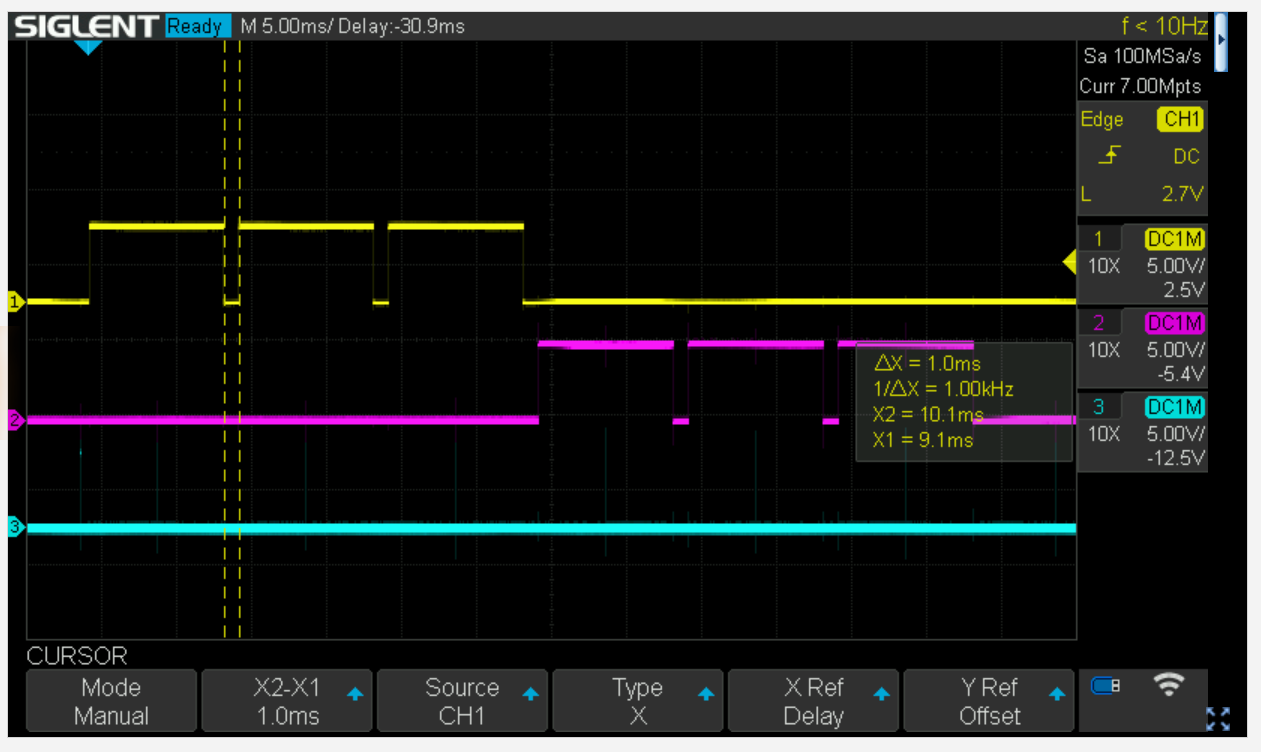 SIGLENT Ready M 5.00ms/ Delay:-30.9ms f < 10Hz
Sa 100MSa/s
Curr 7.00Mpts
Edge CH1
DC
L 2.7V
1 DC1M
10X 5.00V/
2.5V
2 DC1M
10X 5.00V/
-5.4V
3 DC1M
10X 5.00V/
-12.5V
1
2
3
△X = 1.0ms
1/△X = 1.00kHz
X2 = 10.1ms
X1 = 9.1ms
CURSOR
Mode
Manual
X2-X1
1.0ms
Source
CH1
Type
X
X Ref
Delay
Y Ref
Offset